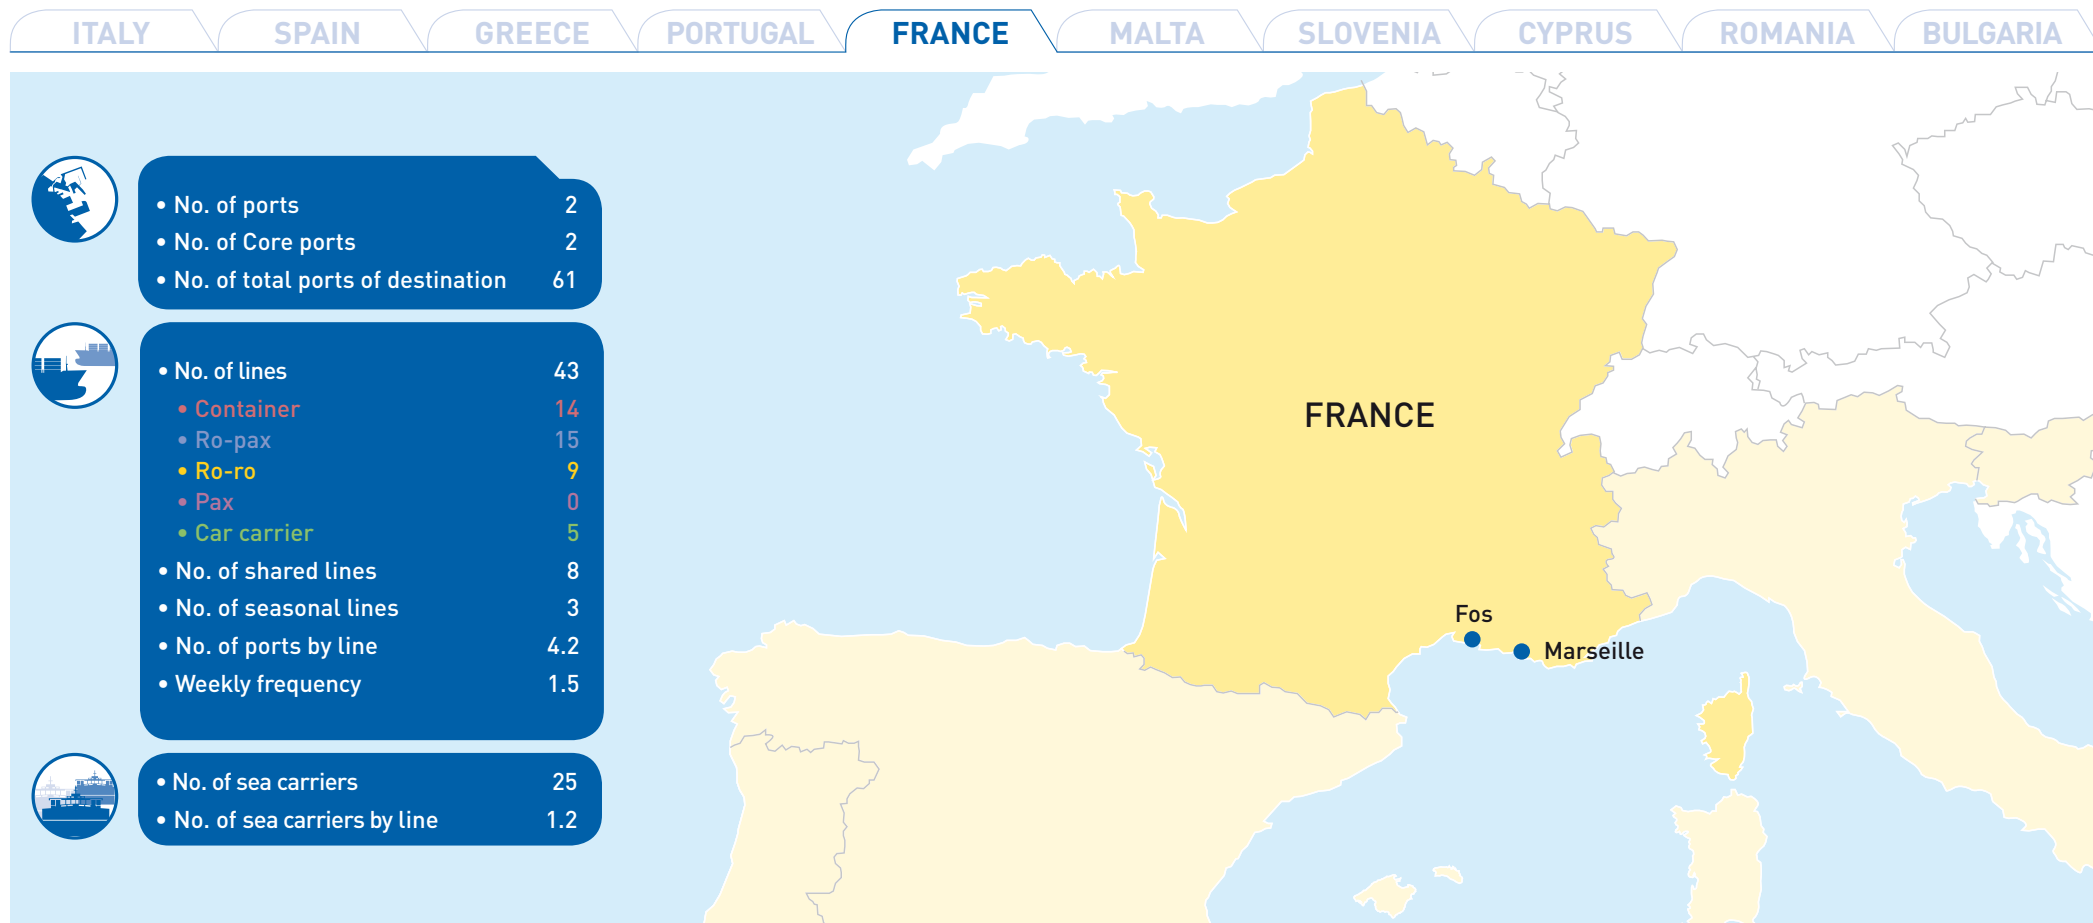 ITALY SPAIN GREECE PORTUGAL FRANCE MALTA SLOVENIA CYPRUS ROMANIA BULGARIA
• No. of ports 2
• No. of Core ports 2
• No. of total ports of destination 61
• No. of lines 43
• Container 14
• Ro-pax 15
• Ro-ro 9
• Pax 0
• Car carrier 5
• No. of shared lines 8
• No. of seasonal lines 3
• No. of ports by line 4.2
• Weekly frequency 1.5
• No. of sea carriers 25
• No. of sea carriers by line 1.2
FRANCE
Fos
Marseille